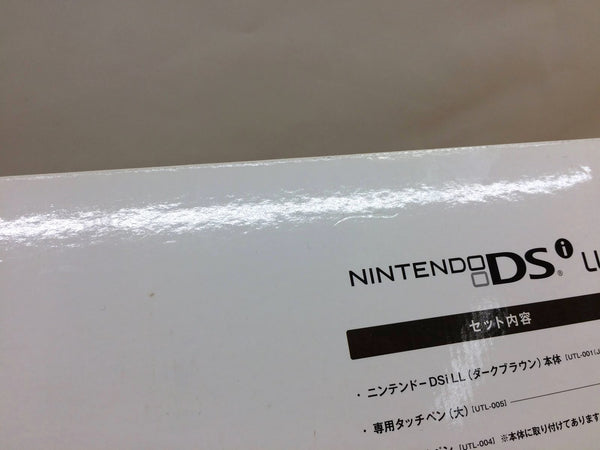 NINTENDO DSi
セット内容
・ニンテンドーDSi LL(ダークブラウン)本体 [UTL-001(J
・専用タッチペン(大) [UTL-005]
[UTL-004] ※本体に取り付けてあります